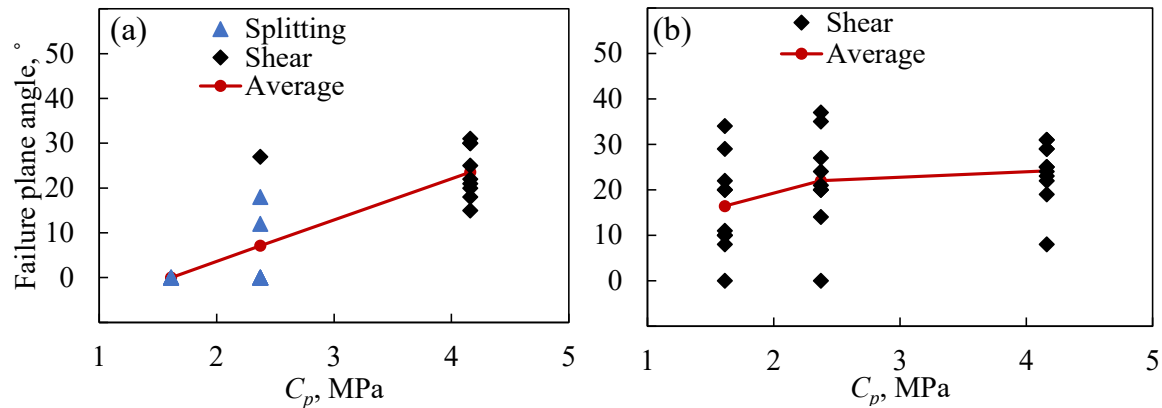 (a)
Splitting
Shear
Average
Failure plane angle, °
50
40
30
20
10
0
1 2 3 4 5
Cp, MPa
(b)
Shear
Average
50
40
30
20
10
0
1 2 3 4 5
Cp, MPa